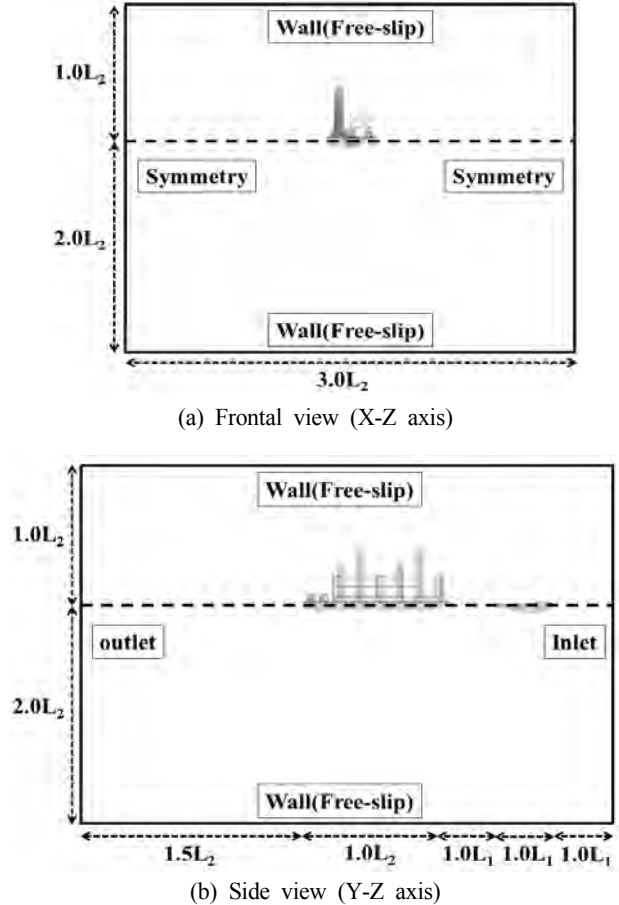 Wall(Free-slip)
1.0L₂
Symmetry
Symmetry
2.0L₂
Wall(Free-slip)
3.0L₂
(a) Frontal view (X-Z axis)
Wall(Free-slip)
1.0L₂
outlet
Inlet
2.0L₂
Wall(Free-slip)
1.5L₂ 1.0L₂ 1.0L₁ 1.0L₁ 1.0L₁
(b) Side view (Y-Z axis)